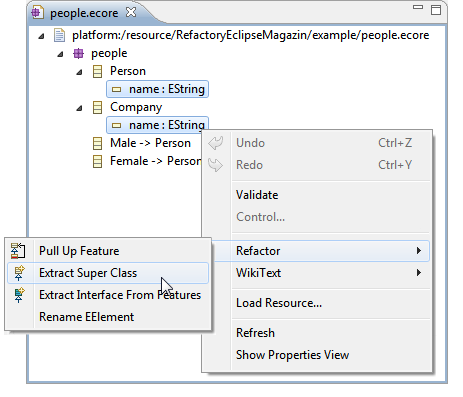 people.ecore
platform:/resource/RefactoryEclipseMagazin/example/people.ecore
people
Person
name : EString
Company
name : EString
Male -> Person
Female -> Person
Undo Ctrl+Z
Redo Ctrl+Y
Validate
Control...
Refactor
WikiText
Load Resource...
Refresh
Show Properties View
Pull Up Feature
Extract Super Class
Extract Interface From Features
Rename EElement